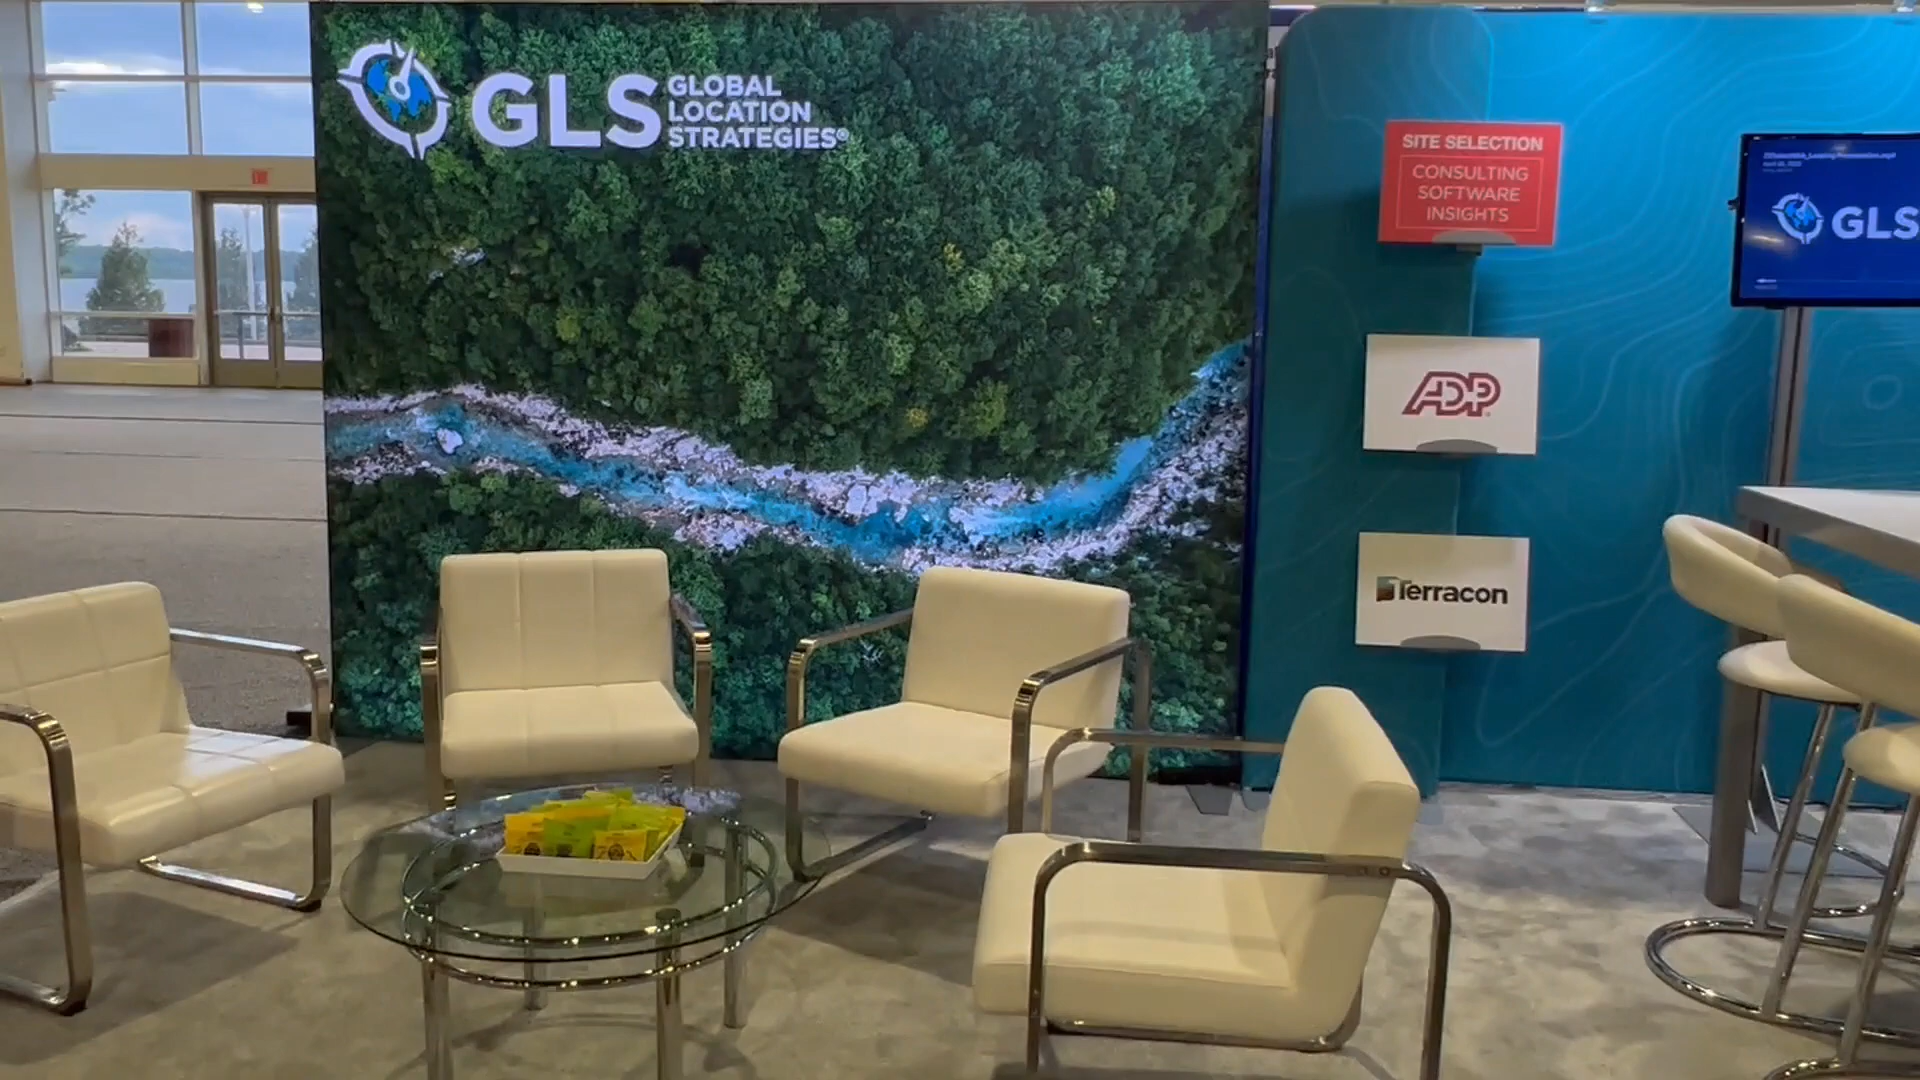 GLS
GLOBAL
LOCATION
STRATEGIES®
SITE SELECTION
CONSULTING
SOFTWARE
INSIGHTS
ADP
Terracon
GLS